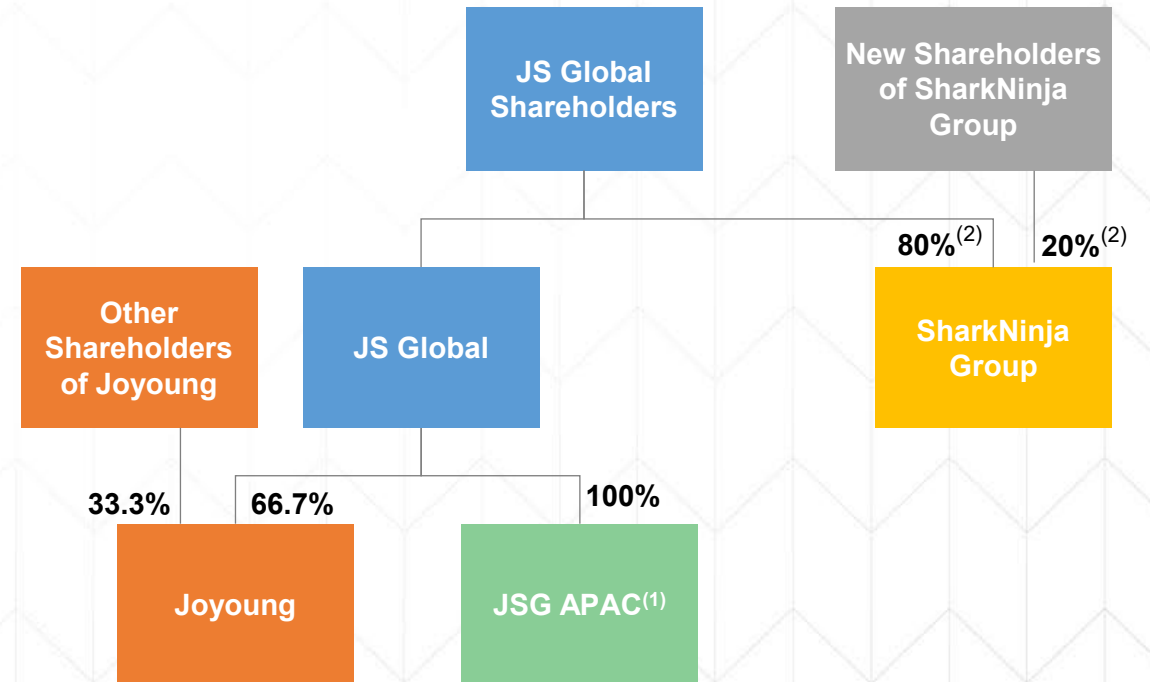 JS Global
Shareholders
New Shareholders
of SharkNinja
Group
80%(2)
20%(2)
Other
Shareholders
of Joyoung
JS Global
SharkNinja
Group
33.3%
66.7%
100%
Joyoung
JSG APAC(1)